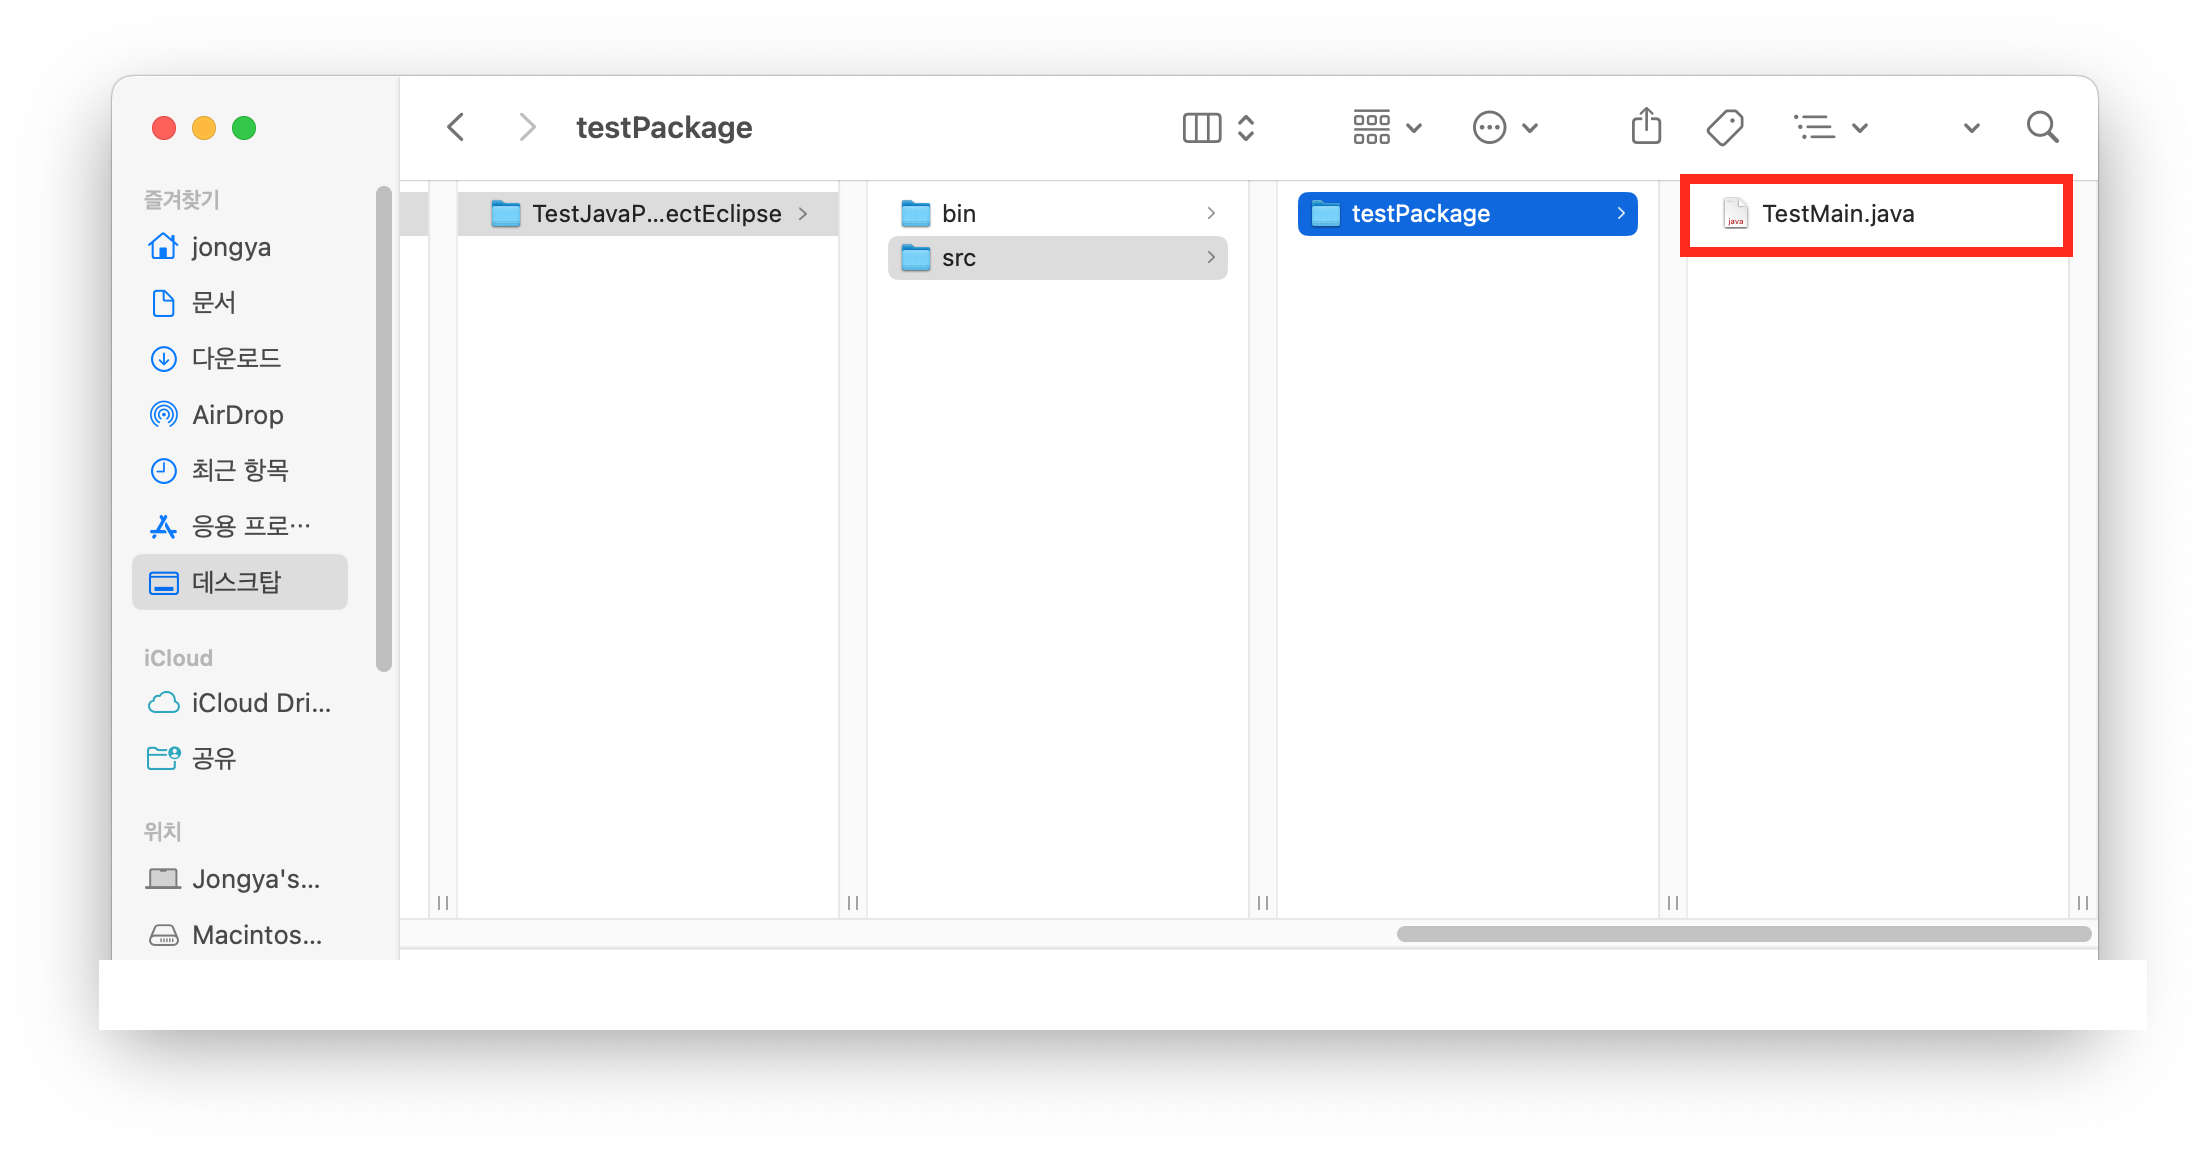 testPackage
즐겨찾기
jongya
문서
다운로드
AirDrop
최근 항목
응용 프로…
데스크탑
iCloud
iCloud Dri...
공유
위치
Jongya's...
Macintos...
TestJavaP...ectEclipse
bin
src
testPackage
java
TestMain.java